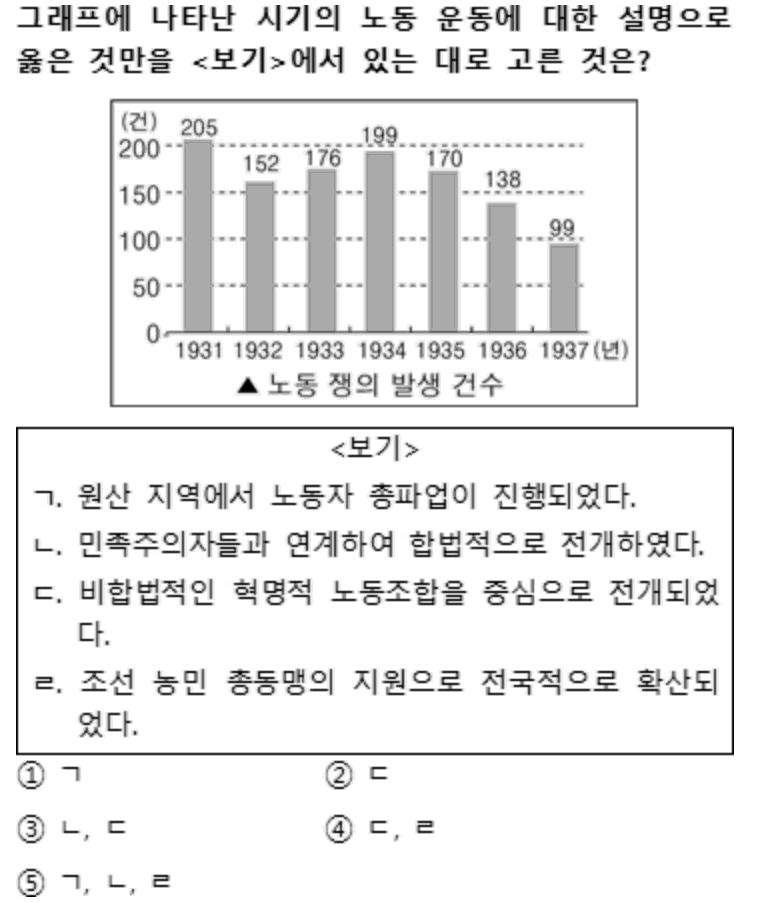 그래프에 나타난 시기의 노동 운동에 대한 설명으로
옳은 것만을 <보기>에서 있는 대로 고른 것은?
(건)
205
152
176
199
170
138
99
200
150
100
50
0
1931 1932 1933 1934 1935 1936 1937(년)
▲ 노동 쟁의 발생 건수
<보기>
ㄱ. 원산 지역에서 노동자 총파업이 진행되었다.
ㄴ. 민족주의자들과 연계하여 합법적으로 전개하였다.
ㄷ. 비합법적인 혁명적 노동조합을 중심으로 전개되었
다.
ㄹ. 조선 농민 총동맹의 지원으로 전국적으로 확산되
었다.
① ㄱ ② ㄷ
③ ㄴ, ㄷ ④ ㄷ, ㄹ
⑤ ㄱ, ㄴ, ㄹ